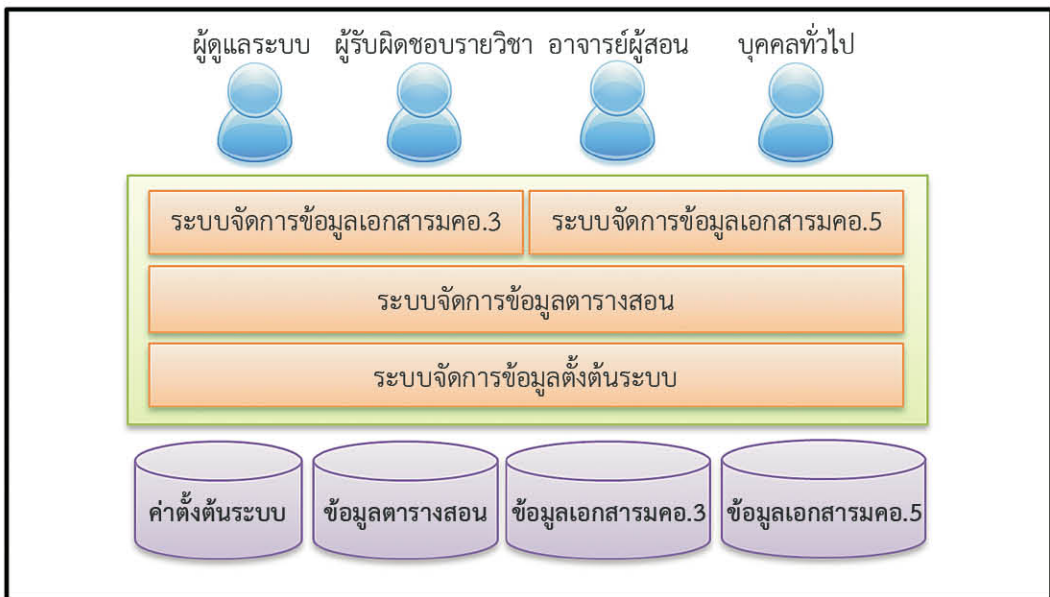 ผู้ดูแลระบบ ผู้รับผิดชอบรายวิชา อาจารย์ผู้สอน บุคคลทั่วไป
ระบบจัดการข้อมูลเอกสารมคอ.3 ระบบจัดการข้อมูลเอกสารมคอ.5
ระบบจัดการข้อมูลตารางสอน
ระบบจัดการข้อมูลตั้งต้นระบบ
ค่าตั้งต้นระบบ ข้อมูลตารางสอน ข้อมูลเอกสารมคอ.3 ข้อมูลเอกสารมคอ.5